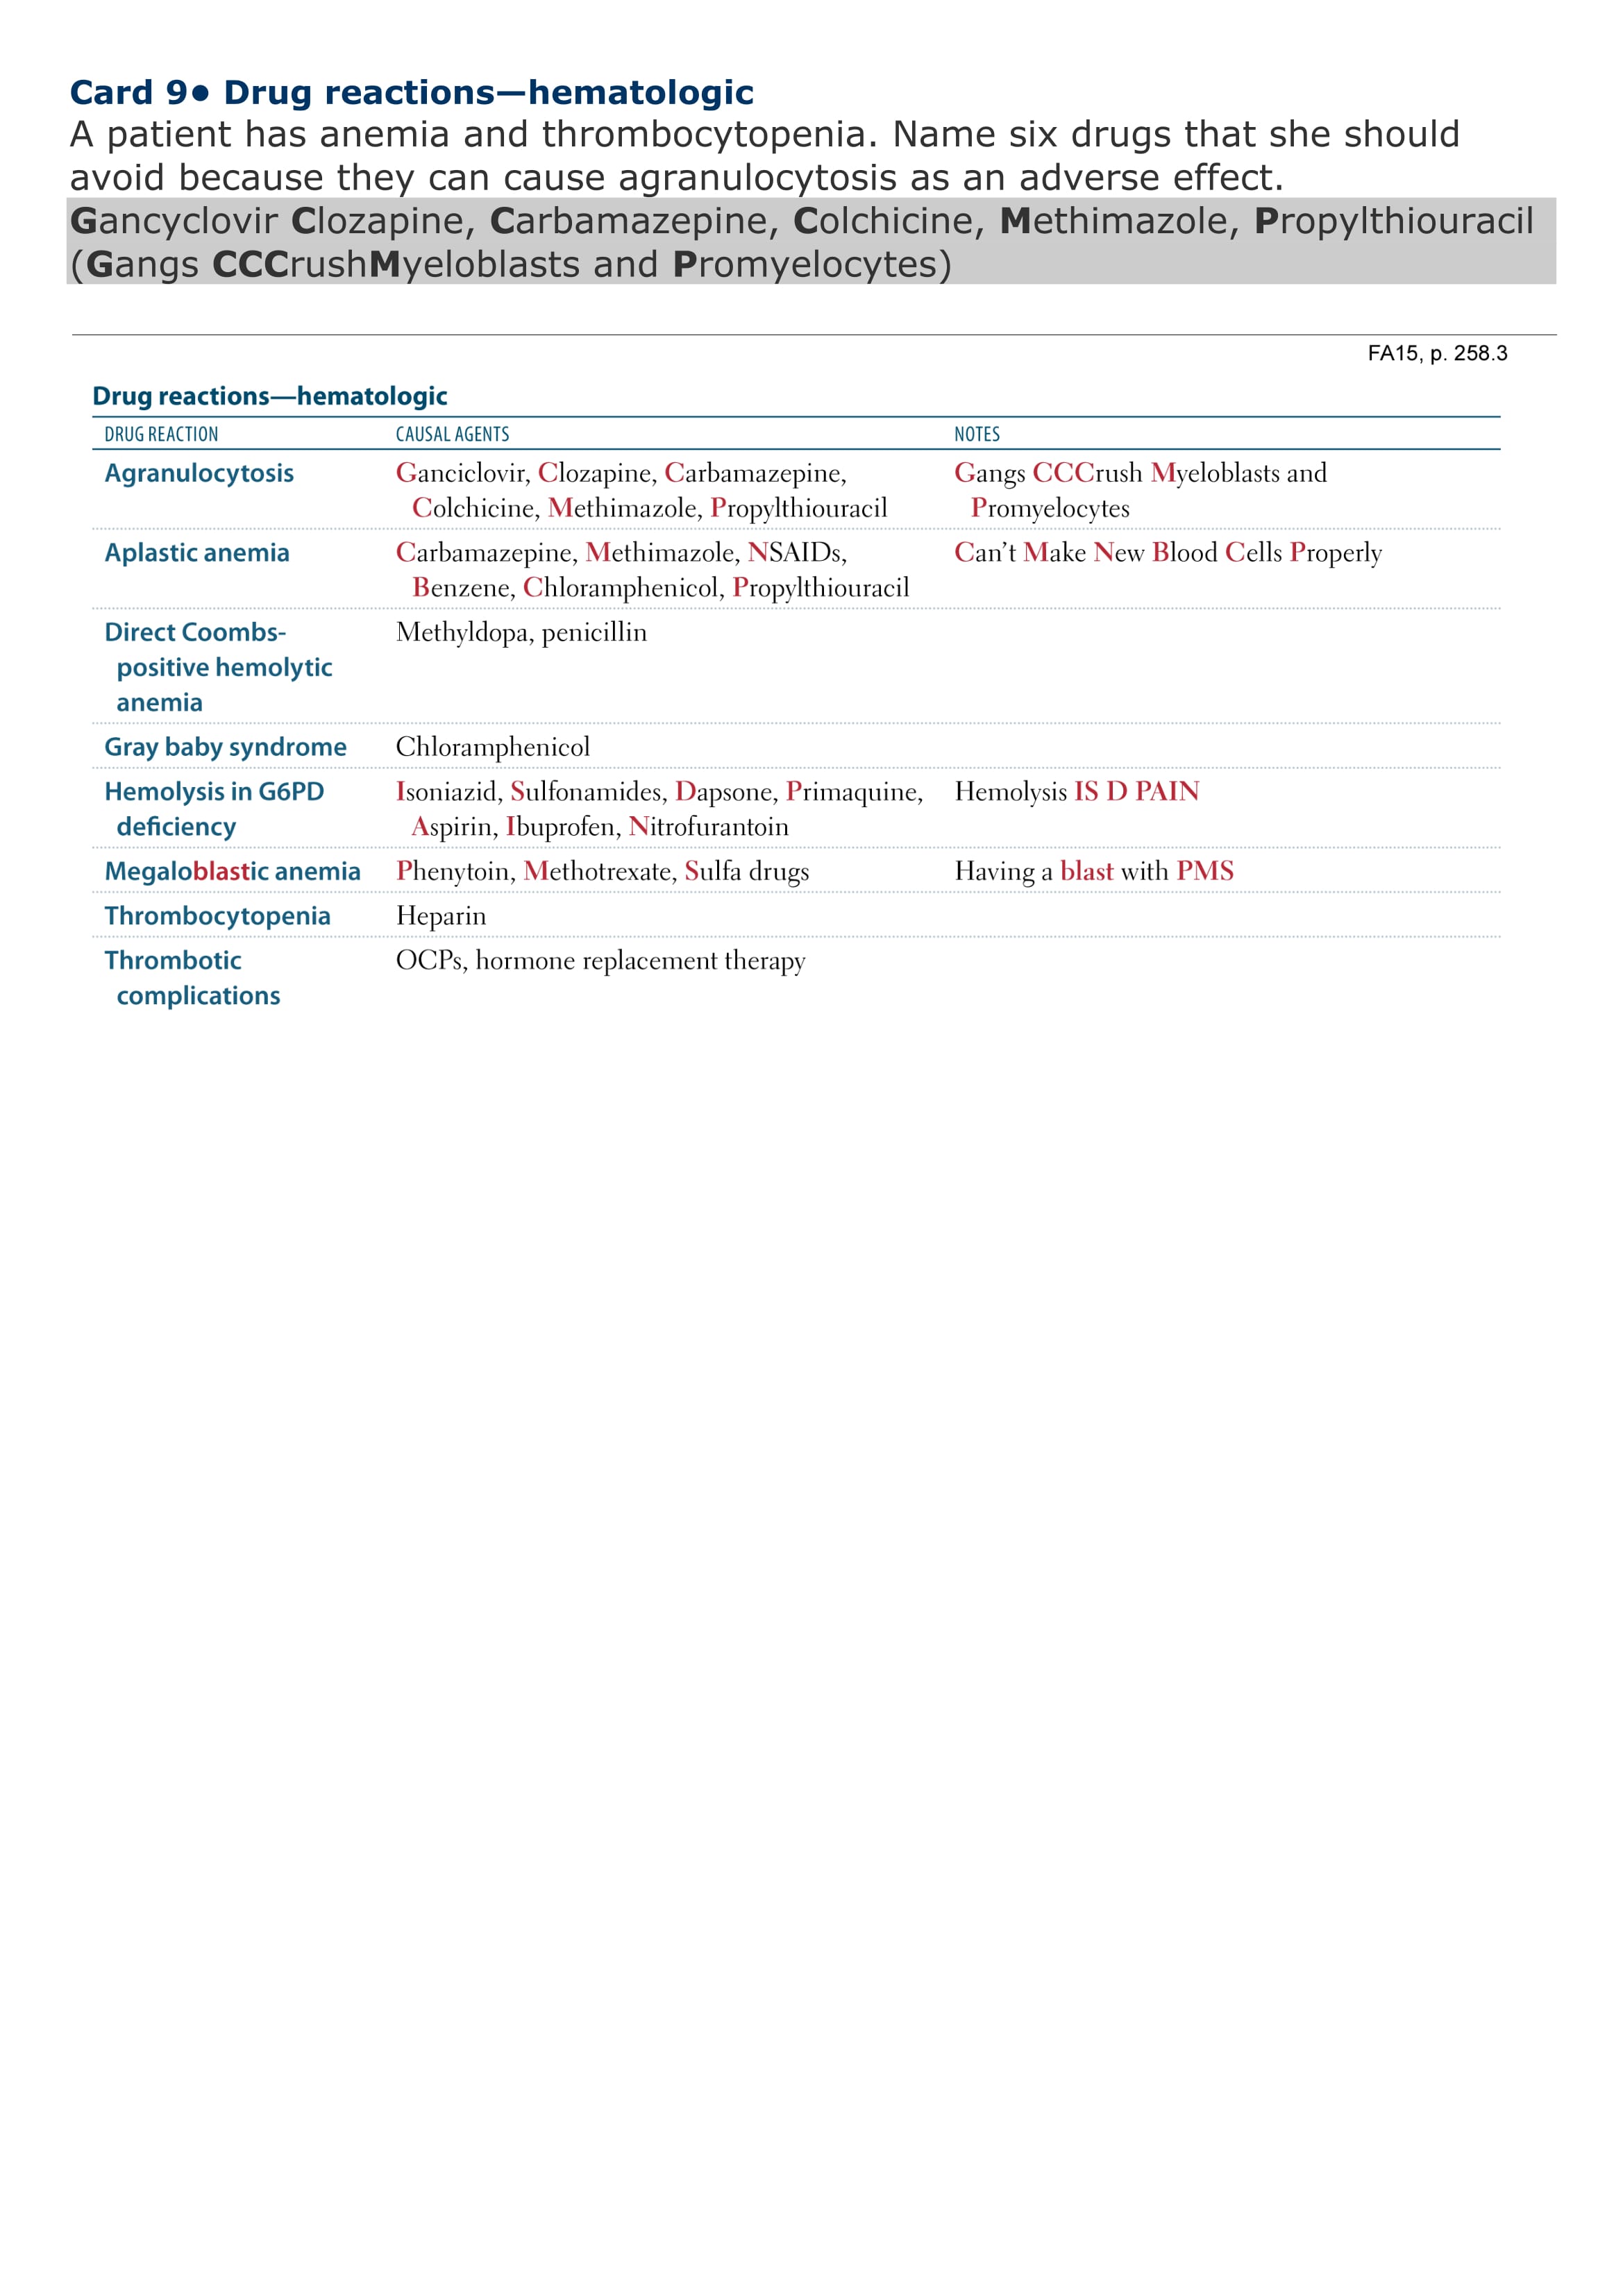 Card 9● Drug reactions—hematologic
A patient has anemia and thrombocytopenia. Name six drugs that she should
avoid because they can cause agranulocytosis as an adverse effect.
Gancyclovir Clozapine, Carbamazepine, Colchicine, Methimazole, Propylthiouracil
(Gangs CCCrushMyeloblasts and Promyelocytes)
FA15, p. 258.3
Drug reactions—hematologic
DRUG REACTION CAUSAL AGENTS NOTES
Agranulocytosis Ganciclovir, Clozapine, Carbamazepine, Gangs CCCrush Myeloblasts and
Colchicine, Methimazole, Propylthiouracil Promyelocytes
Aplastic anemia Carbamazepine, Methimazole, NSAIDs, Can’t Make New Blood Cells Properly
Benzene, Chloramphenicol, Propylthiouracil
Direct Coombs- Methyldopa, penicillin
positive hemolytic
anemia
Gray baby syndrome Chloramphenicol
Hemolysis in G6PD Isoniazid, Sulfonamides, Dapsone, Primaquine, Hemolysis IS D PAIN
deficiency Aspirin, Ibuprofen, Nitrofurantoin
Megaloblastic anemia Phenytoin, Methotrexate, Sulfa drugs Having a blast with PMS
Thrombocytopenia Heparin
Thrombotic OCPs, hormone replacement therapy
complications